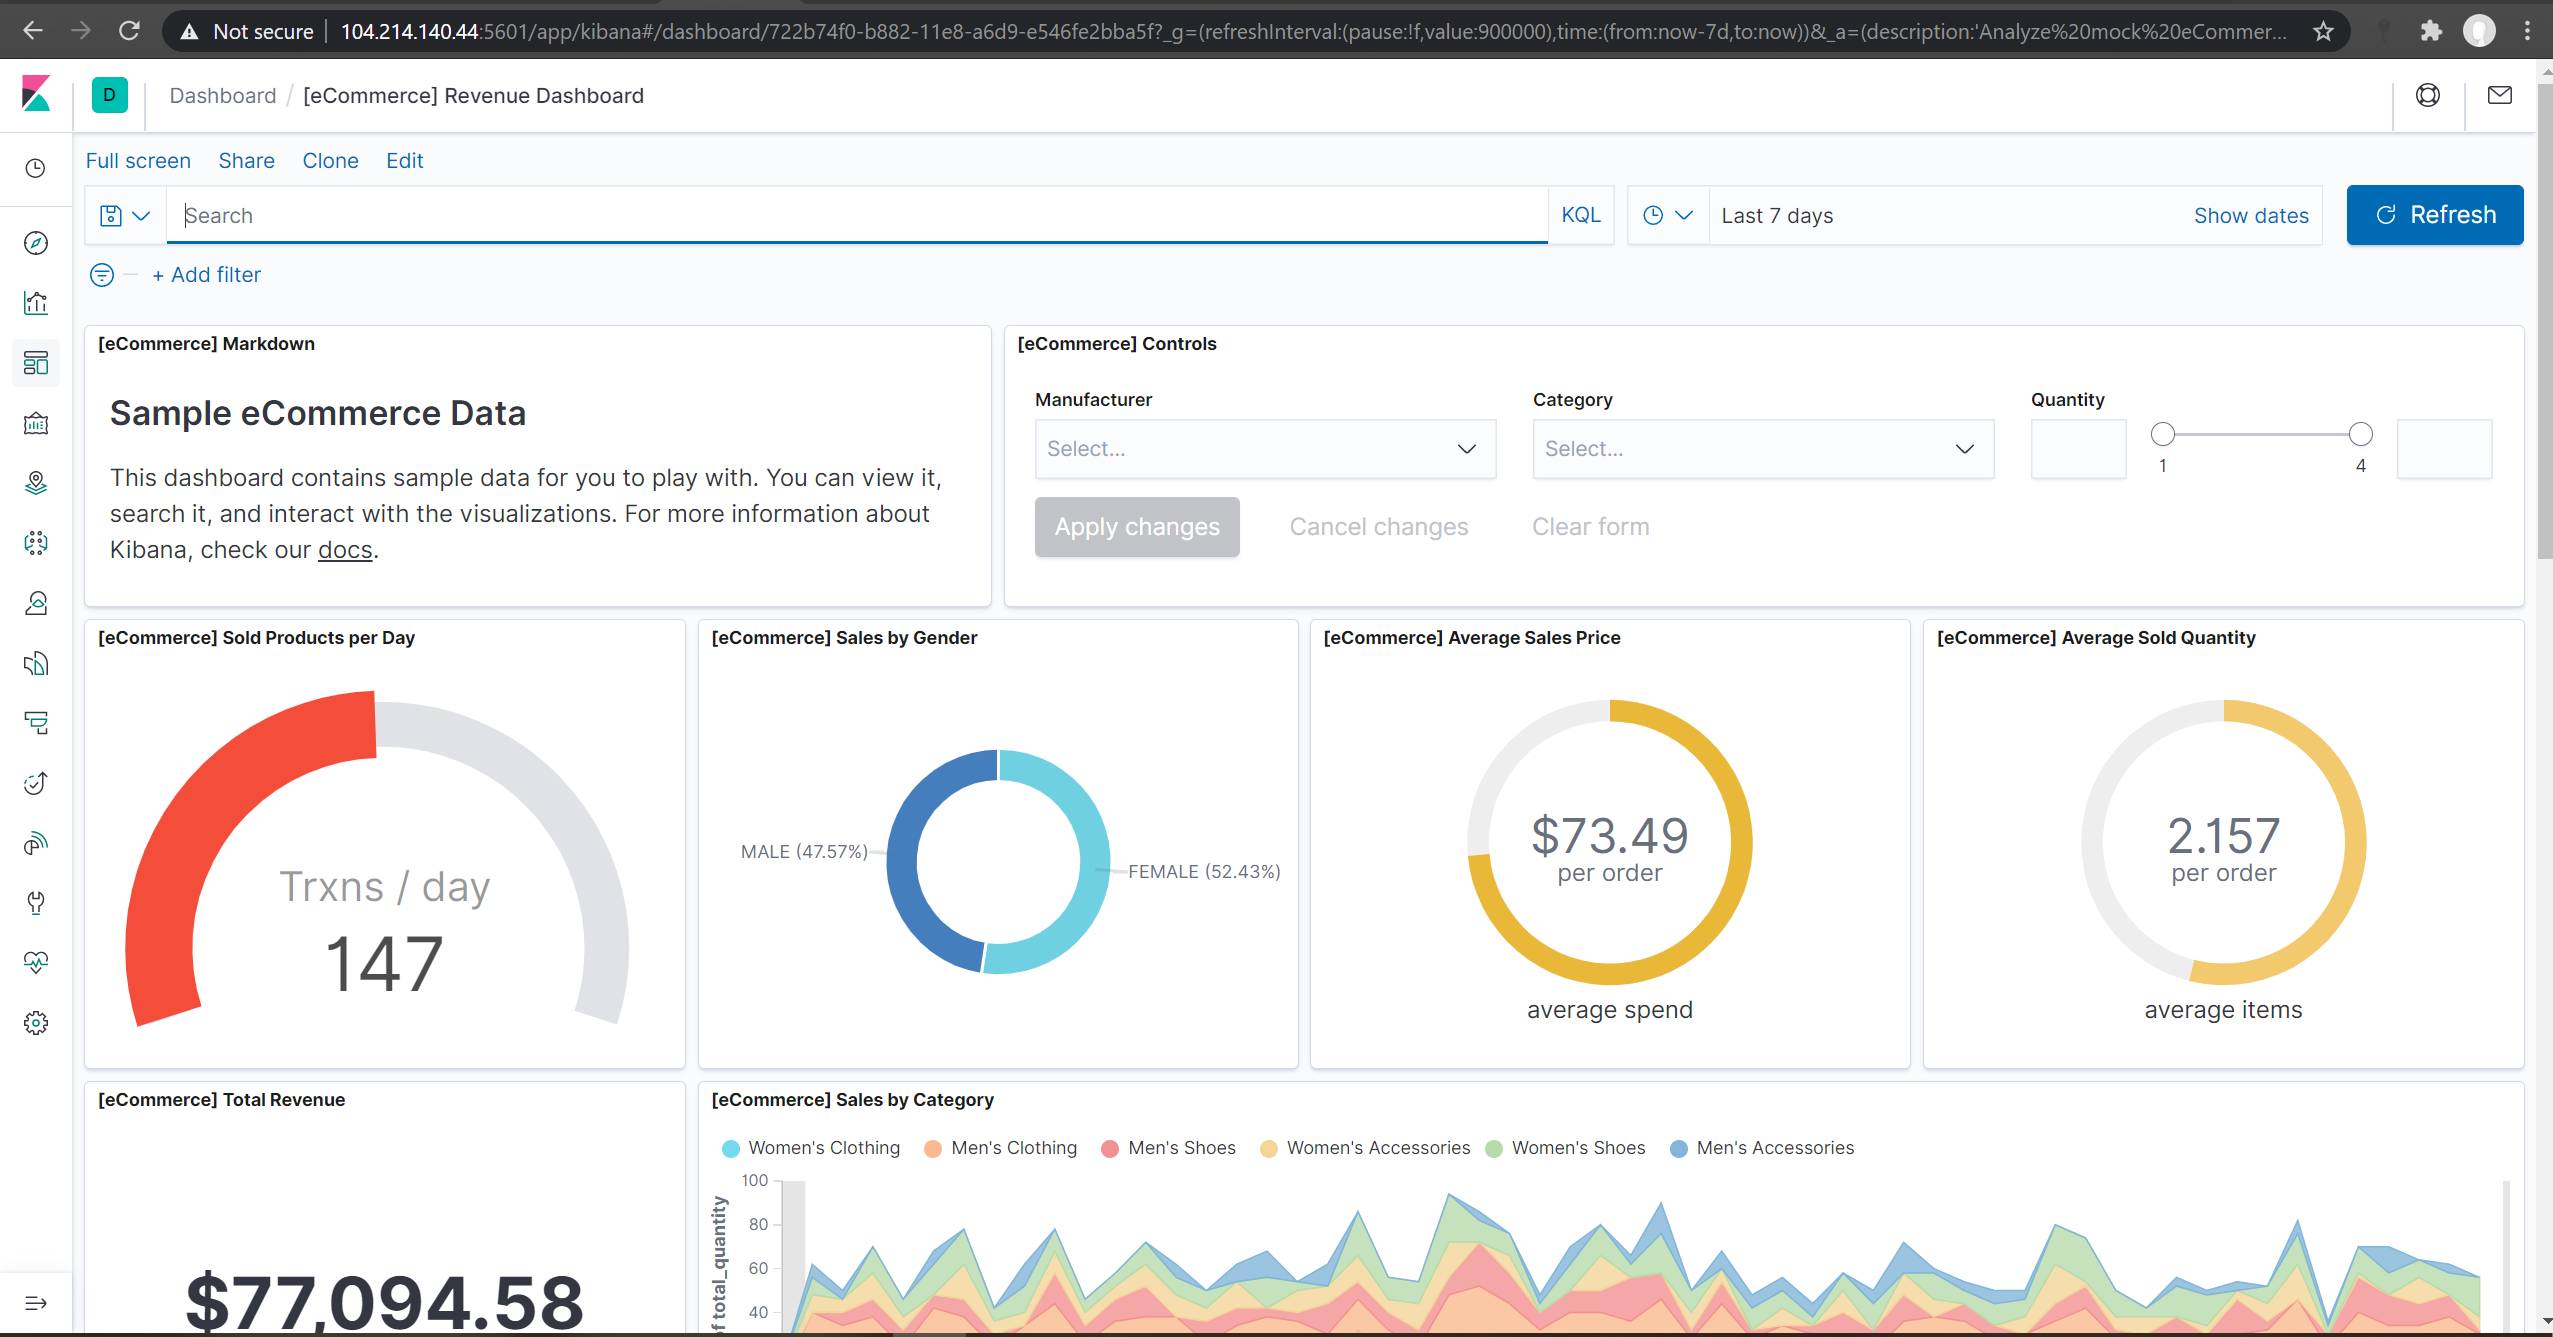 Not secure
104.214.140.44:5601/app/kibana#/dashboard/722b74f0-b882-11e8-a6d9-e546fe2bba5f?_g=(refreshInterval:(pause:!f,value:900000),time:(from:now-7d,to:now))&_a=(description:'Analyze%20mock%20eCommer...
D
Dashboard / [eCommerce] Revenue Dashboard
Full screen Share Clone Edit
Search KQL Last 7 days Show dates Refresh
+ Add filter
[eCommerce] Markdown
Sample eCommerce Data
This dashboard contains sample data for you to play with. You can view it,
search it, and interact with the visualizations. For more information about
Kibana, check our docs.
[eCommerce] Controls
Manufacturer Category Quantity
Select... Select...
1 4
Apply changes Cancel changes Clear form
[eCommerce] Sold Products per Day
Trxns / day
147
[eCommerce] Sales by Gender
MALE (47.57%)
FEMALE (52.43%)
[eCommerce] Average Sales Price
$73.49
per order
average spend
[eCommerce] Average Sold Quantity
2.157
per order
average items
[eCommerce] Total Revenue
$77,094.58
[eCommerce] Sales by Category
Women's Clothing Men's Clothing Men's Shoes Women's Accessories Women's Shoes Men's Accessories
100
80
60
40
of total_quantity